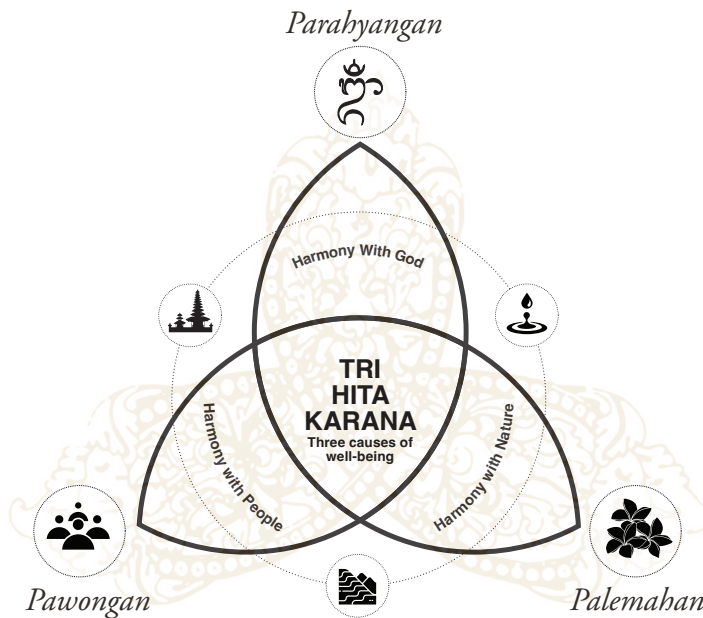 Parahyangan
Harmony With God
TRI
HITA
KARANA
Three causes of
well-being
Harmony with People
Harmony with Nature
Pawongan
Palemahan